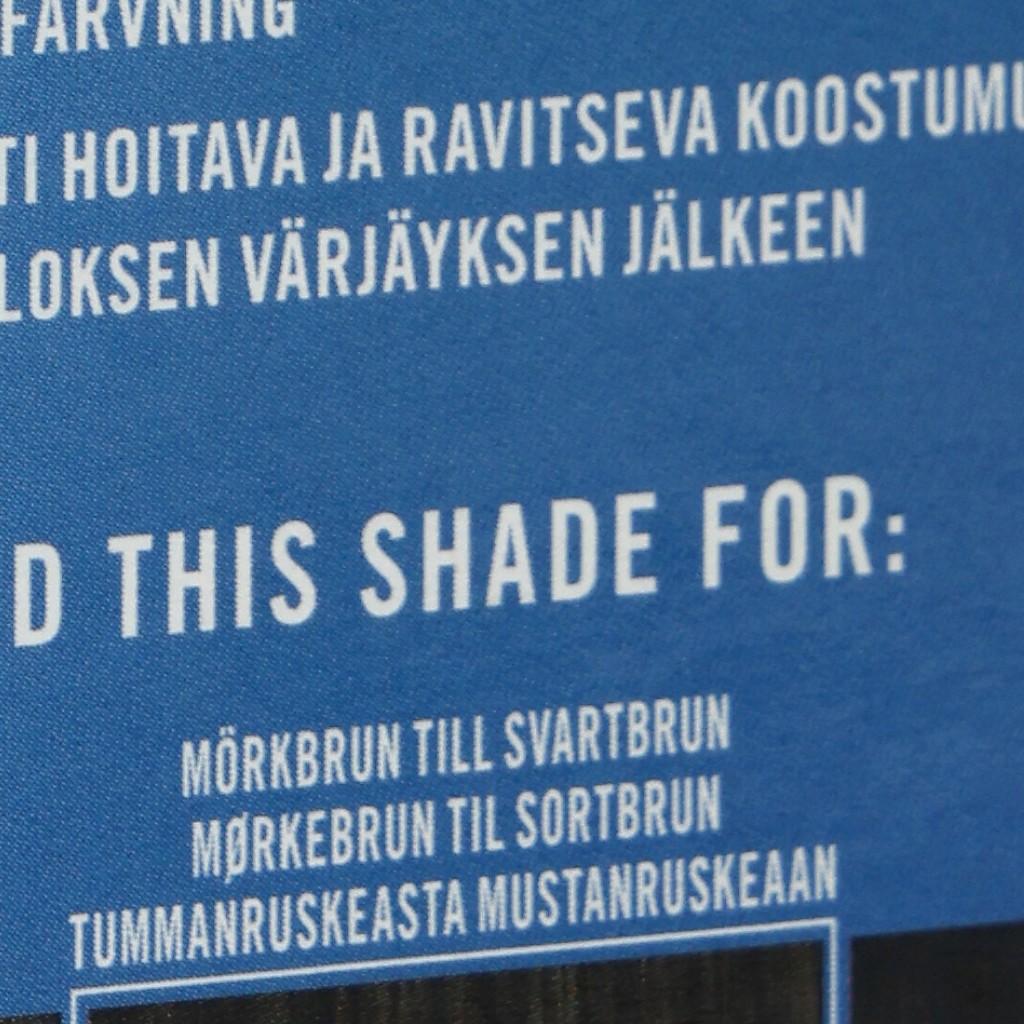 FARVNING
TI HOITAVA JA RAVITSEVA KOOSTUMU
LOKSEN VÄRJÄYKSEN JÄLKEEN
D THIS SHADE FOR:
MÖRKBRUN TILL SVARTBRUN
MØRKEBRUN TIL SORTBRUN
TUMMANRUSKEASTA MUSTANRUSKEAAN